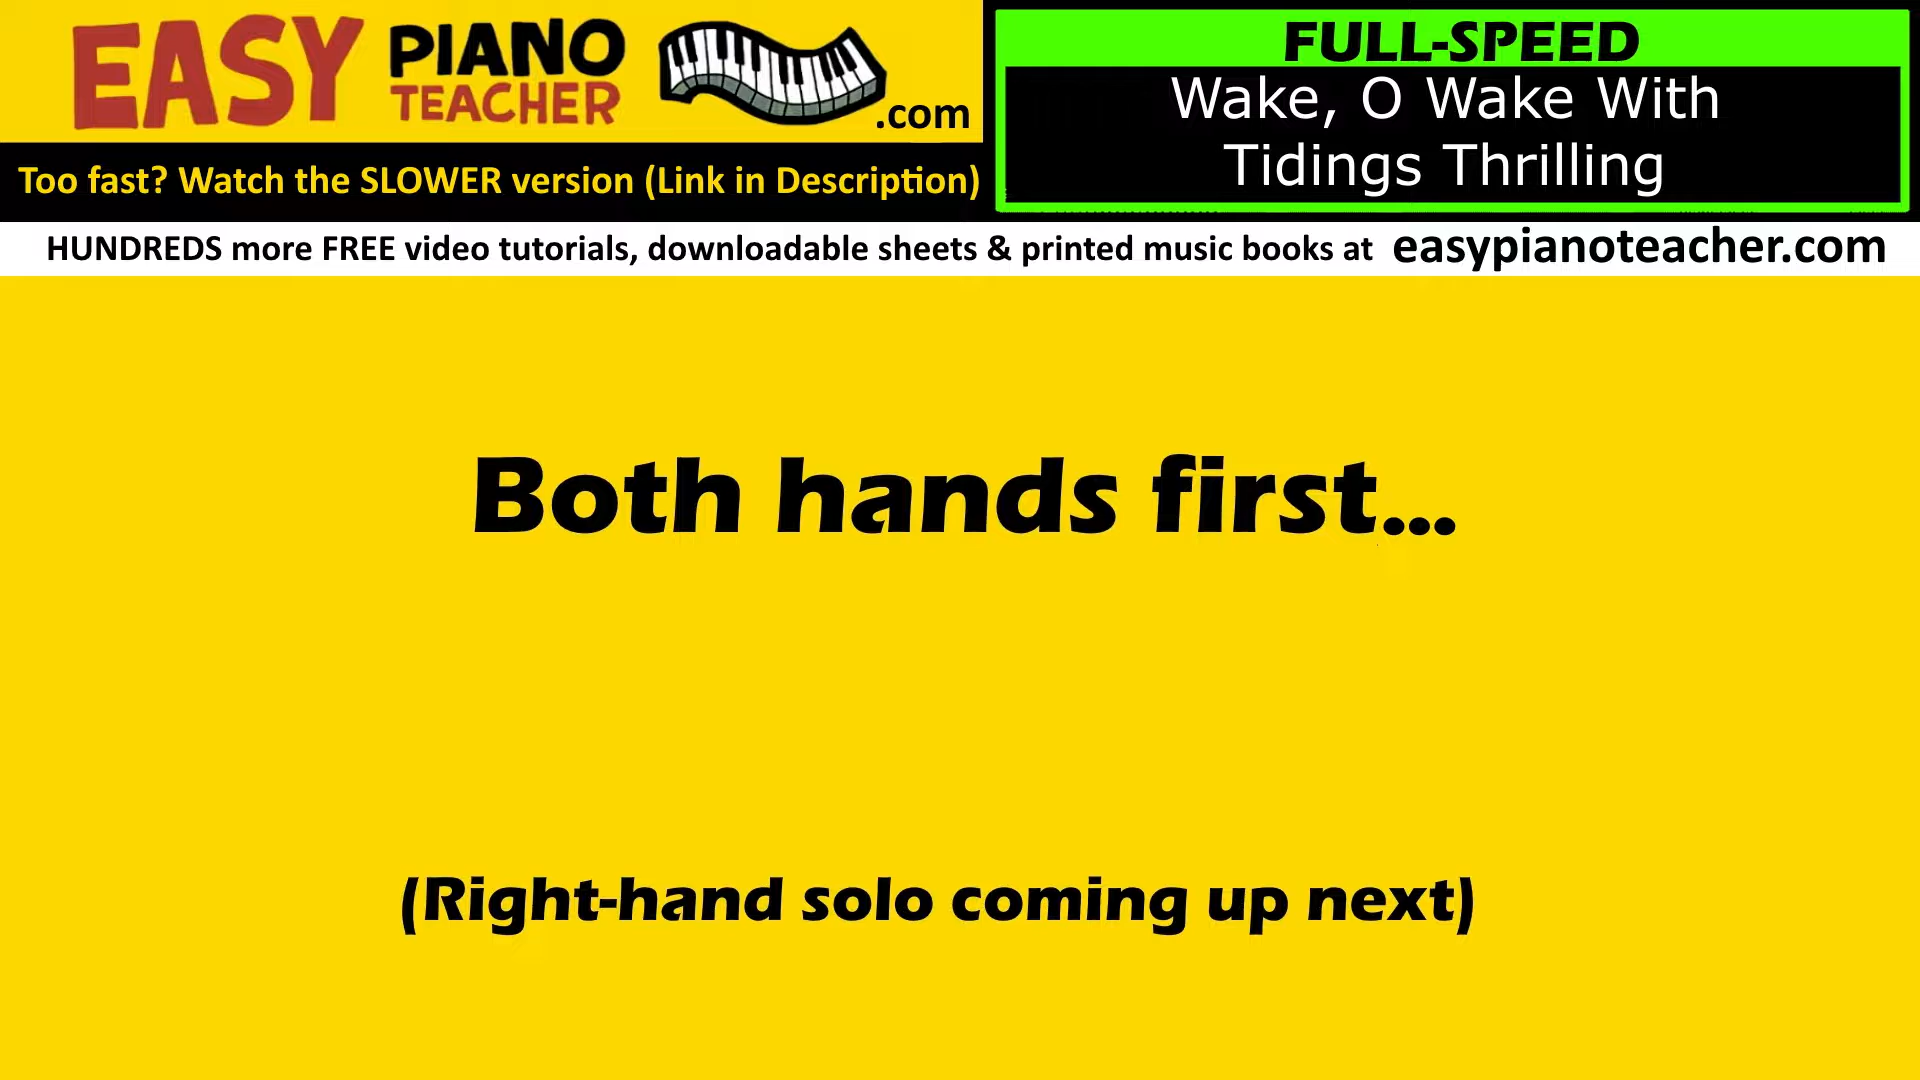 EASY PIANO TEACHER .com
FULL-SPEED
Wake, O Wake With
Tidings Thrilling
Too fast? Watch the SLOWER version (Link in Description)
HUNDREDS more FREE video tutorials, downloadable sheets & printed music books at easypianoteacher.com
Both hands first...
(Right-hand solo coming up next)